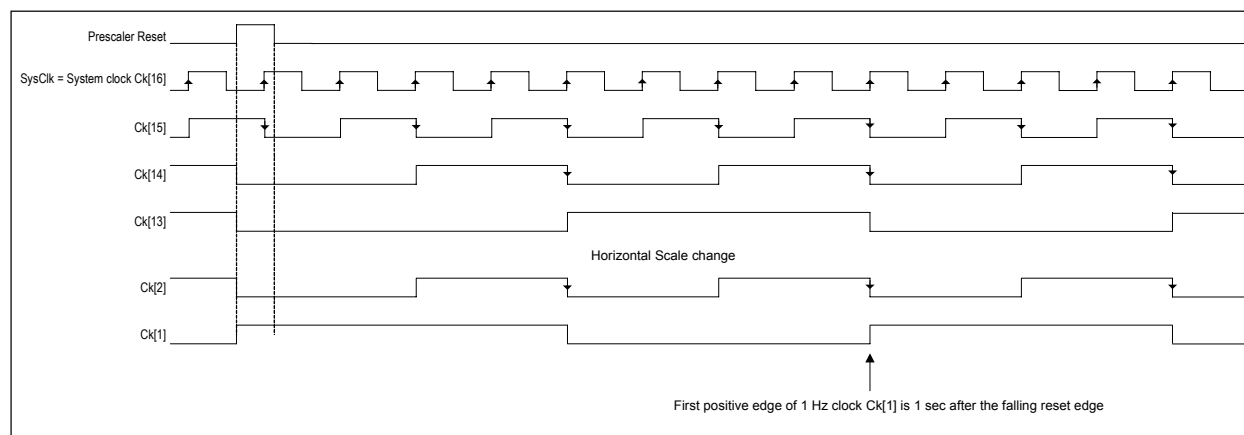 Prescaler Reset
SysClk = System clock Ck[16]
Ck[15]
Ck[14]
Ck[13]
Horizontal Scale change
Ck[2]
Ck[1]
First positive edge of 1 Hz clock Ck[1] is 1 sec after the falling reset edge